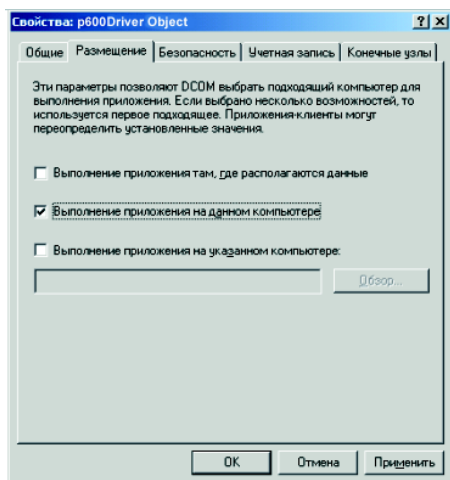 Свойства: p600Driver Object
Общие Размещение Безопасность Учетная запись Конечные узлы
Эти параметры позволяют DCOM выбрать подходящий компьютер для
выполнения приложения. Если выбрано несколько возможностей, то
используется первое подходящее. Приложения-клиенты могут
переопределить установленные значения.
Выполнение приложения там, где располагаются данные
Выполнение приложения на данном компьютере
Выполнение приложения на указанном компьютере:
Обзор...
OK Отмена Применить